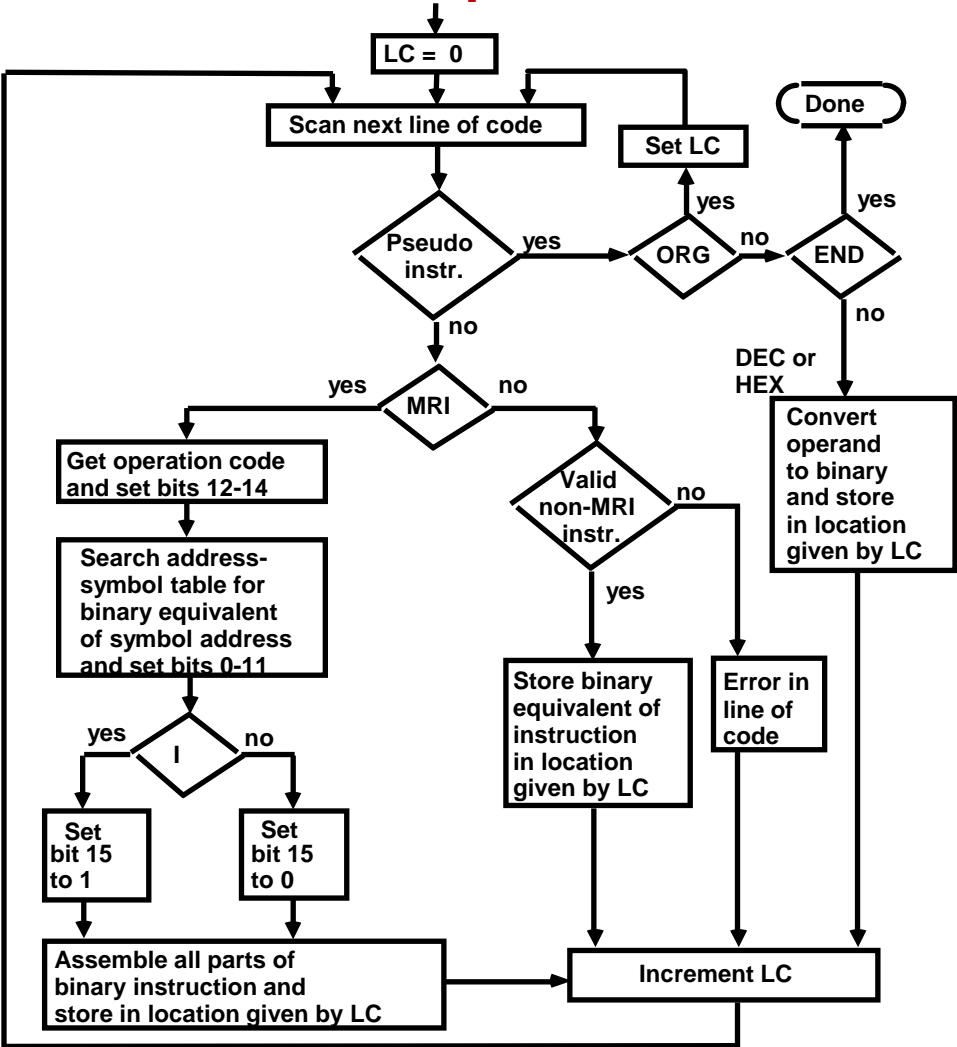 LC = 0
Scan next line of code
Set LC
Done
Pseudo
instr.
yes
ORG
yes
no
END
yes
no
no
DEC or
HEX
Convert
operand
to binary
and store
in location
given by LC
MRI
yes
no
Get operation code
and set bits 12-14
Valid
non-MRI
instr.
no
yes
Search address-
symbol table for
binary equivalent
of symbol address
and set bits 0-11
Store binary
equivalent of
instruction
in location
given by LC
Error in
line of
code
I
yes
no
Set
bit 15
to 1
Set
bit 15
to 0
Assemble all parts of
binary instruction and
store in location given by LC
Increment LC